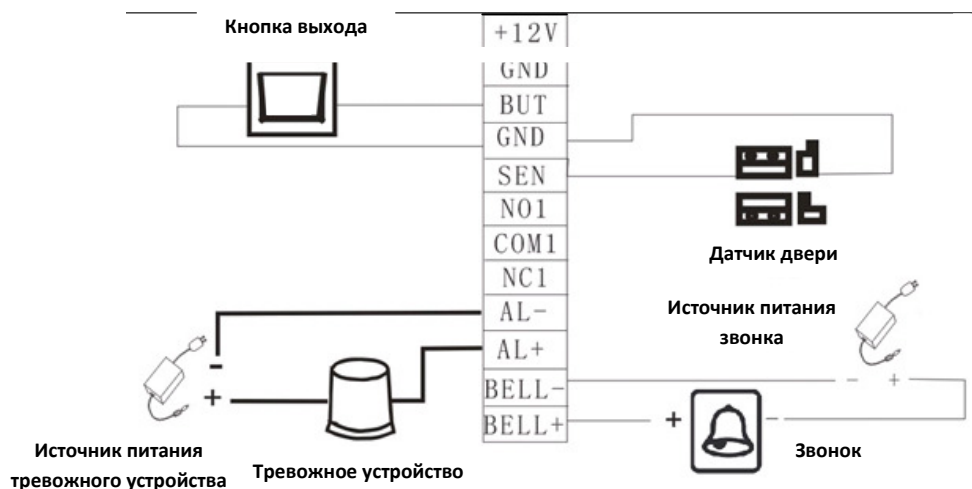 Кнопка выхода
+12V
GND
BUT
GND
SEN
NO1
COM1
NC1
AL-
AL+
BELL-
BELL+
Датчик двери
Источник питания
звонка
- +
+ -
Звонок
-
+
Источник питания
тревожного устройства
Тревожное устройство